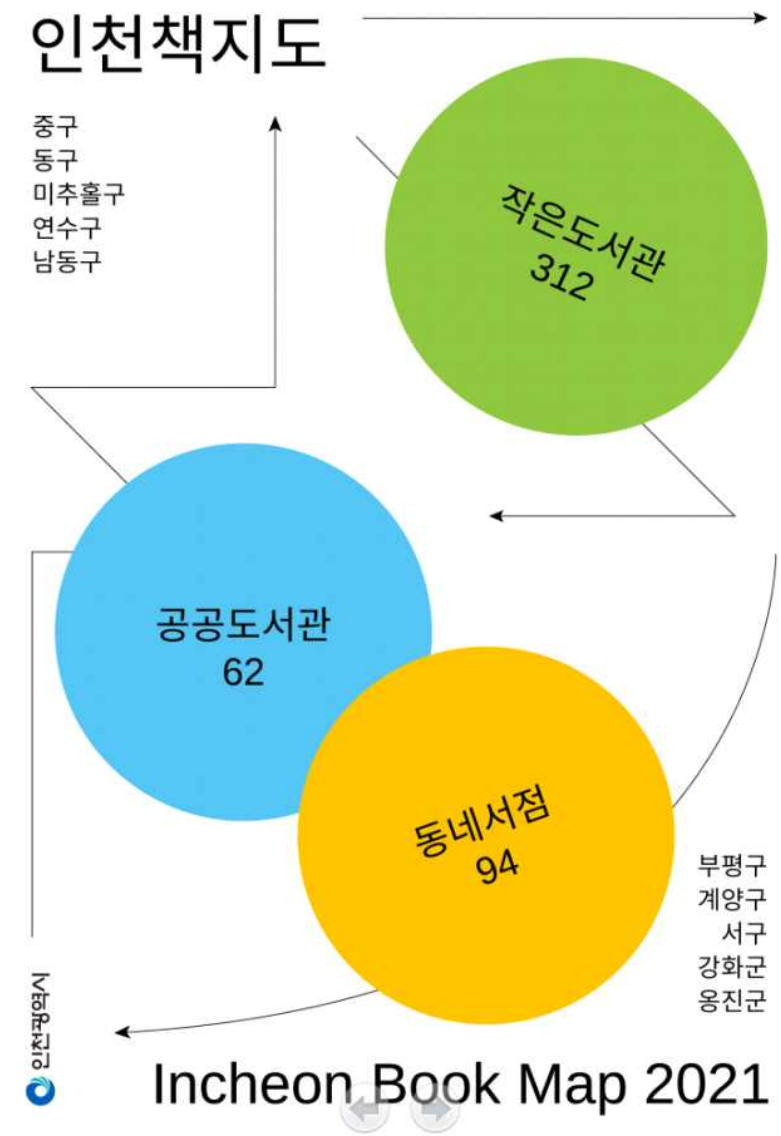 인천책지도
중구
동구
미추홀구
연수구
남동구
작은도서관
312
공공도서관
62
동네서점
94
부평구
계양구
서구
강화군
옹진군
인천광역시
Incheon Book Map 2021